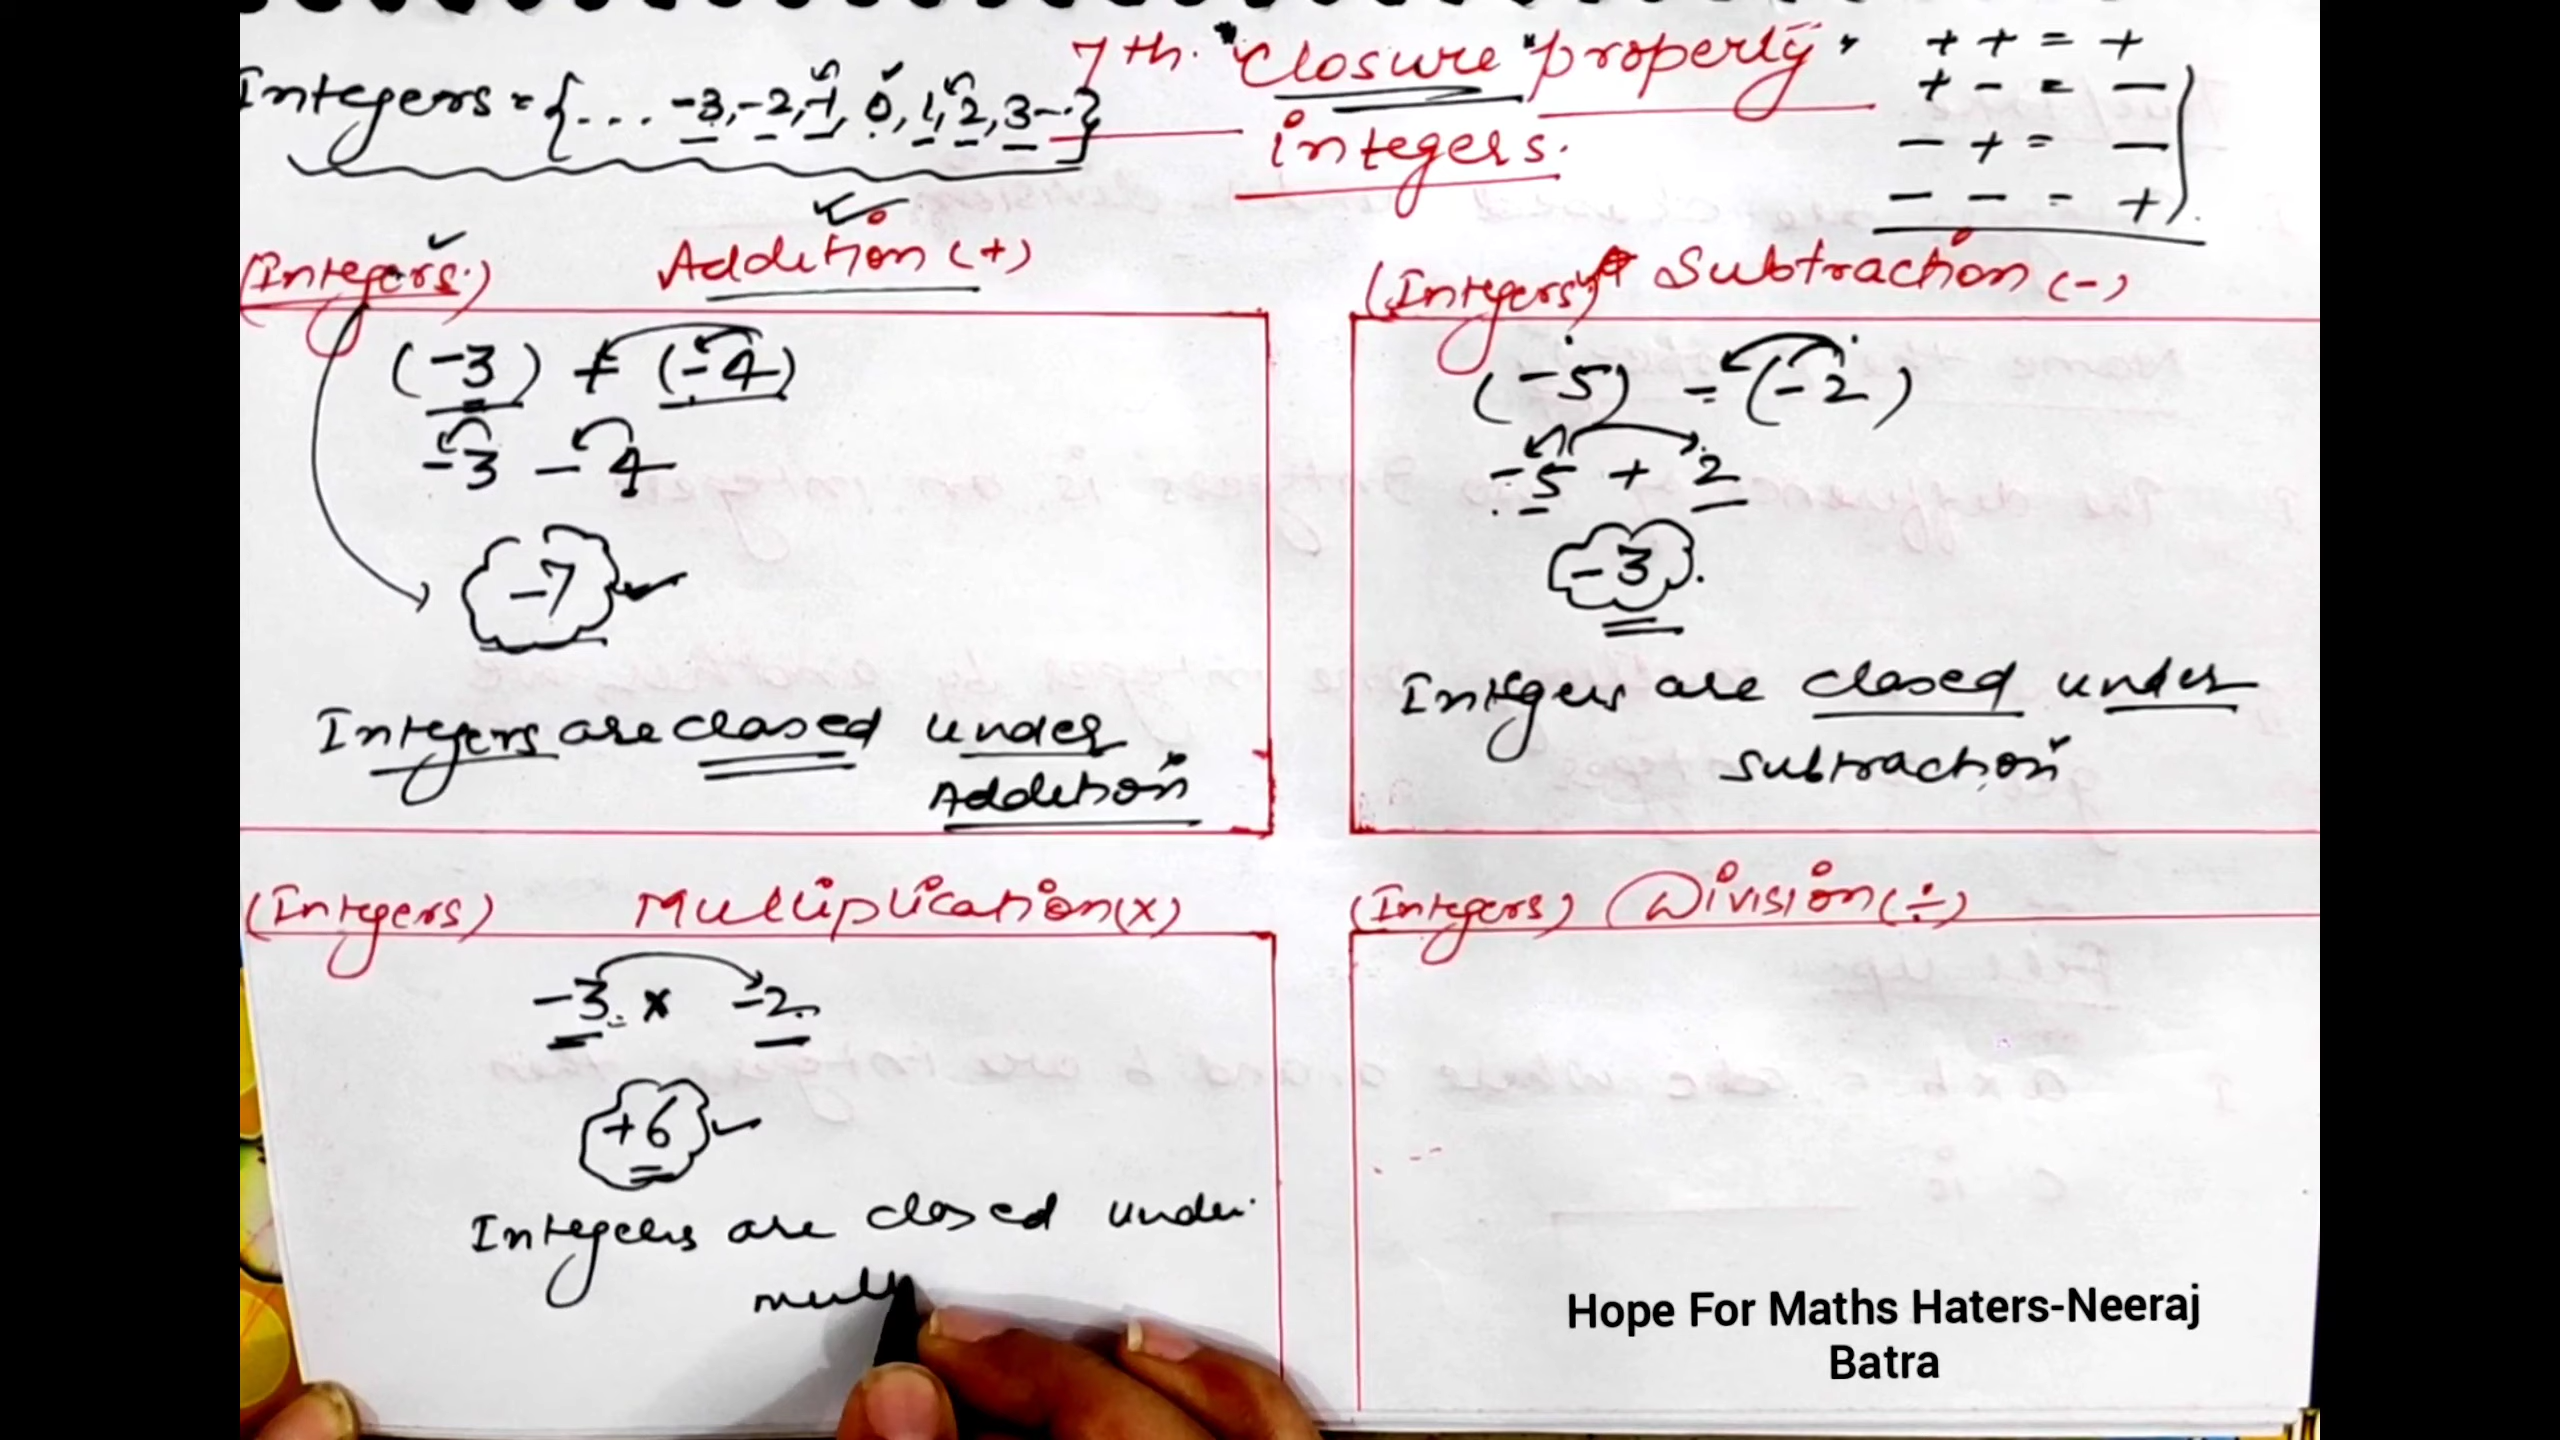 7th. "Closure" property
Integers = {... -3, -2, -1, 0, 1, 2, 3 ...}
integers.
+ + = +
+ - = -
- + = -
- - = +
(Integers) Addition (+)
(-3) + (-4)
-3 - 4
-7
Integers are closed under
Addition
(Integers) Subtraction (-)
(-5) - (-2)
-5 + 2
-3
Integers are closed under
subtraction
(Integers) Multiplication (x)
-3 x -2
+6
Integers are closed under
mult
(Integers) Division (÷)
Hope For Maths Haters-Neeraj
Batra